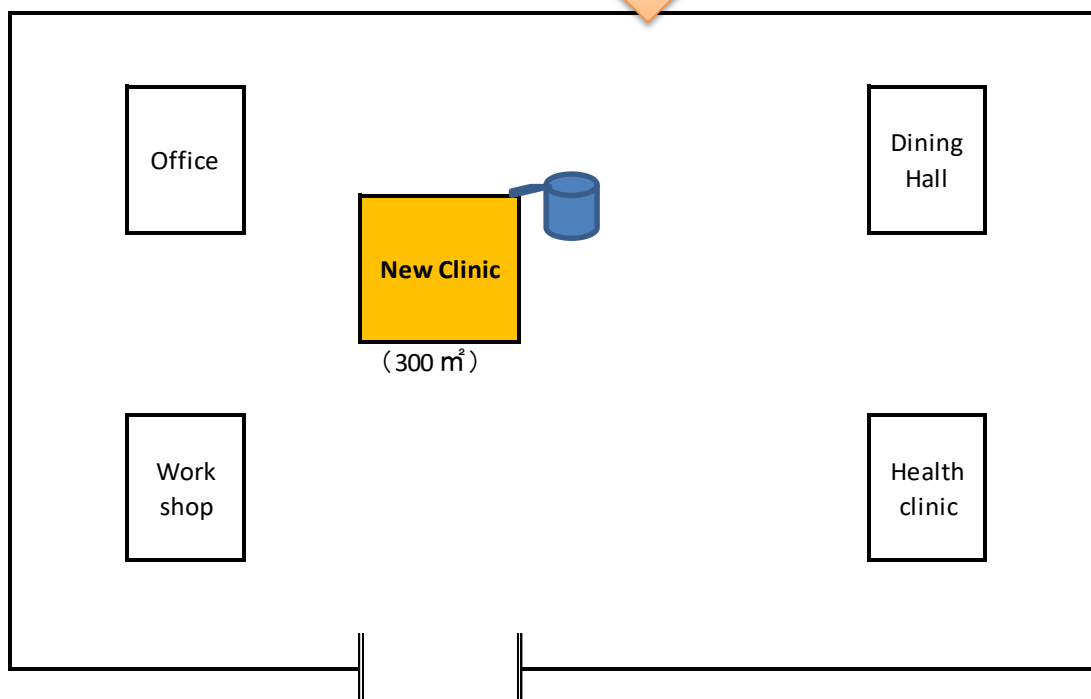 Office
Dining
Hall
New Clinic
（300 ㎡）
Work
shop
Health
clinic